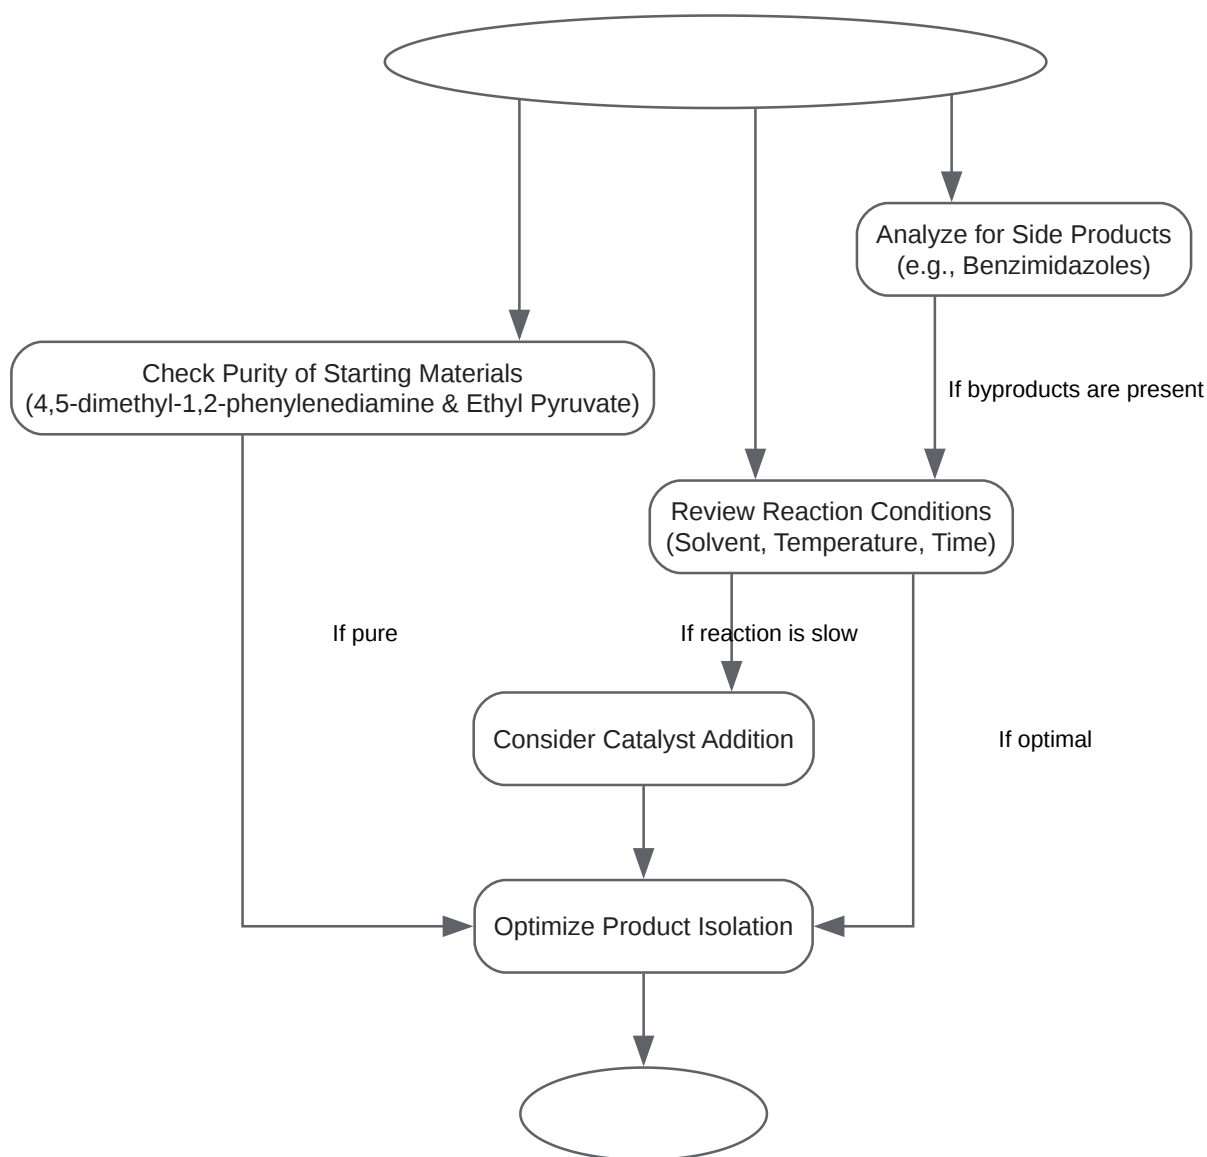 Analyze for Side Products
(e.g., Benzimidazoles)
Check Purity of Starting Materials
(4,5-dimethyl-1,2-phenylenediamine & Ethyl Pyruvate)
If byproducts are present
Review Reaction Conditions
(Solvent, Temperature, Time)
If pure
If reaction is slow
Consider Catalyst Addition
If optimal
Optimize Product Isolation